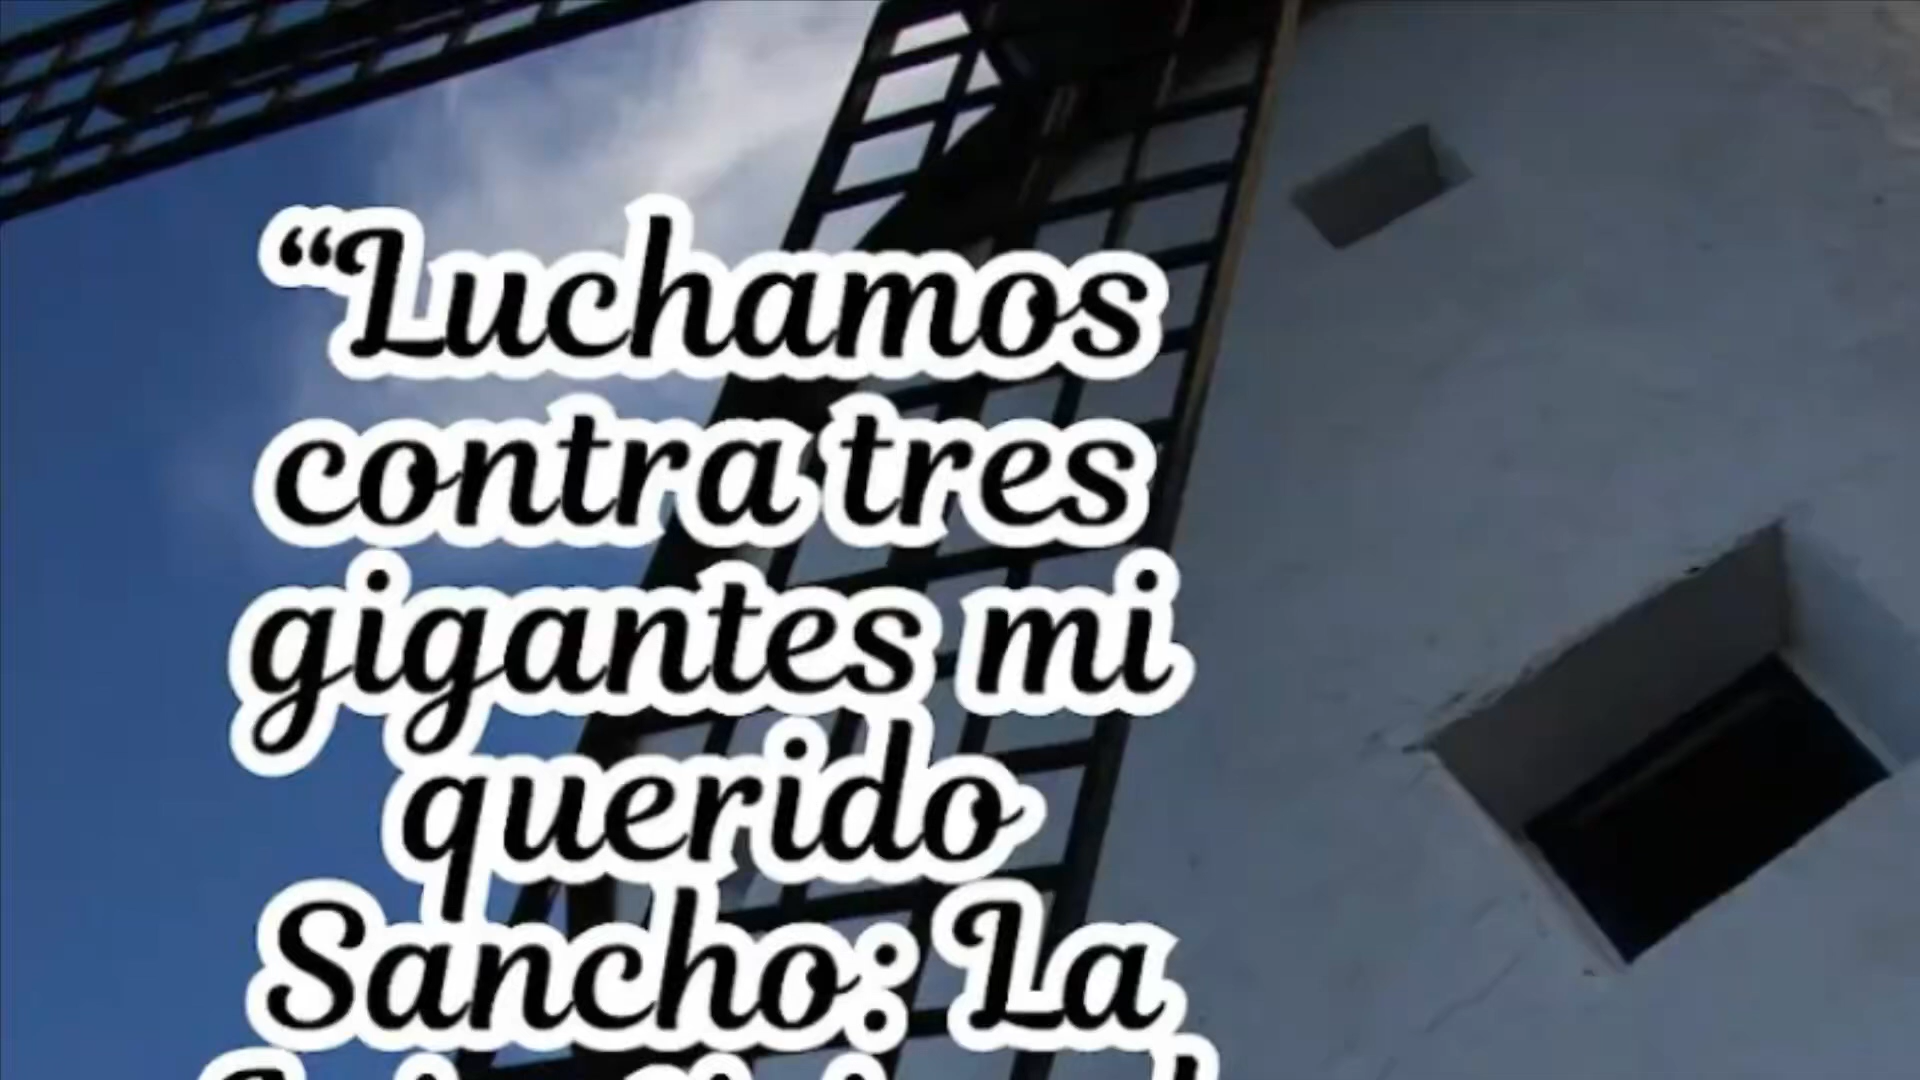 “Luchamos
contra tres
gigantes mi
querido
Sancho: La